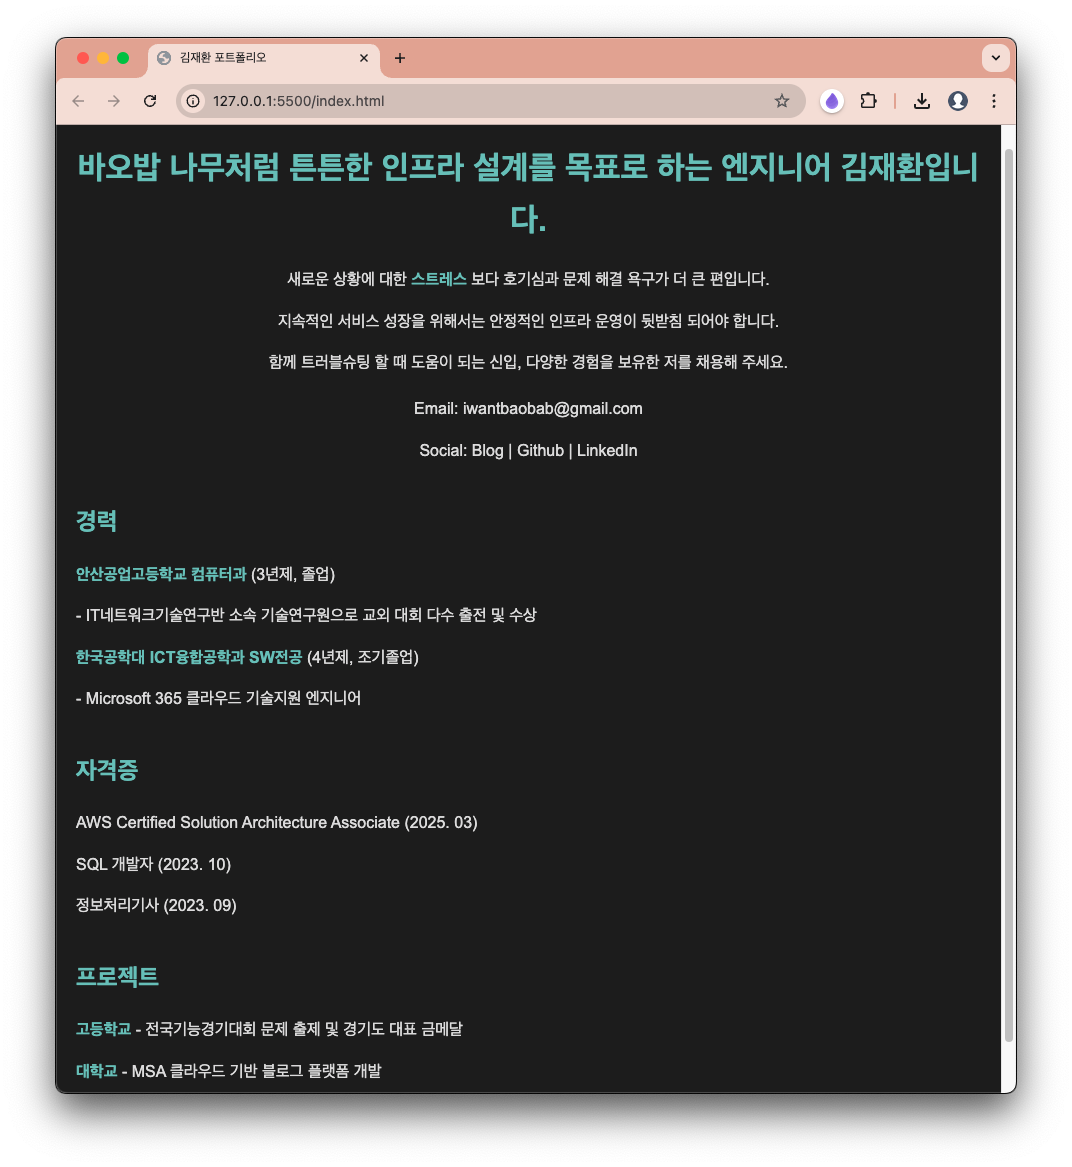 김재환 포트폴리오
127.0.0.1:5500/index.html
바오밥 나무처럼 튼튼한 인프라 설계를 목표로 하는 엔지니어 김재환입니
다.
새로운 상황에 대한 스트레스 보다 호기심과 문제 해결 욕구가 더 큰 편입니다.
지속적인 서비스 성장을 위해서는 안정적인 인프라 운영이 뒷받침 되어야 합니다.
함께 트러블슈팅 할 때 도움이 되는 신입, 다양한 경험을 보유한 저를 채용해 주세요.
Email: iwantbaobab@gmail.com
Social: Blog | Github | LinkedIn
경력
안산공업고등학교 컴퓨터과 (3년제, 졸업)
- IT네트워크기술연구반 소속 기술연구원으로 교외 대회 다수 출전 및 수상
한국공학대 ICT융합공학과 SW전공 (4년제, 조기졸업)
- Microsoft 365 클라우드 기술지원 엔지니어
자격증
AWS Certified Solution Architecture Associate (2025. 03)
SQL 개발자 (2023. 10)
정보처리기사 (2023. 09)
프로젝트
고등학교 - 전국기능경기대회 문제 출제 및 경기도 대표 금메달
대학교 - MSA 클라우드 기반 블로그 플랫폼 개발